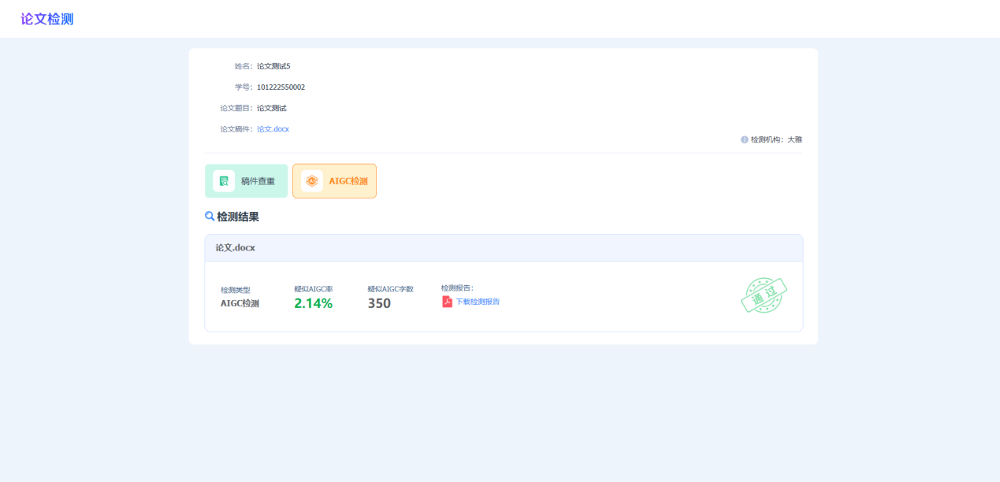 论文检测
姓名：论文测试5
学号：101222550002
论文题目：论文测试
论文稿件：论文.docx
检测机构：大雅
稿件查重
AI
AIGC检测
检测结果
论文.docx
检测类型
AIGC检测
疑似AIGC率
2.14%
疑似AIGC字数
350
检测报告：
下载检测报告
通过